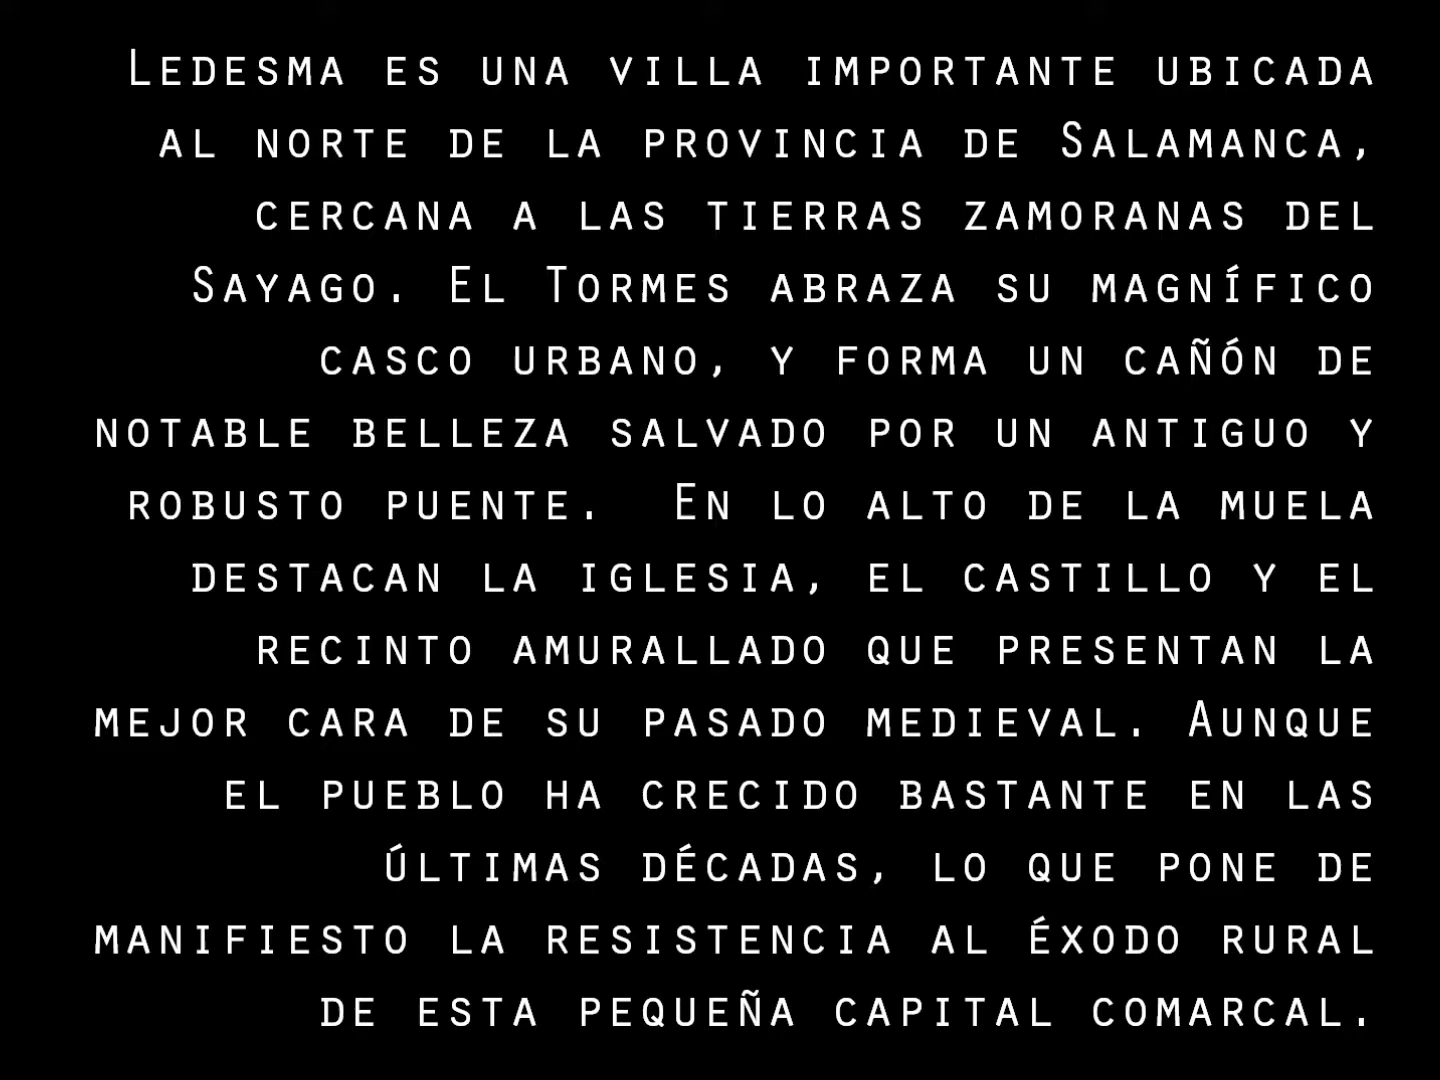 Ledesma es una villa importante ubicada
al norte de la provincia de Salamanca,
cercana a las tierras zamoranas del
Sayago. El Tormes abraza su magnífico
casco urbano, y forma un cañón de
notable belleza salvado por un antiguo y
robusto puente.  En lo alto de la muela
destacan la iglesia, el castillo y el
recinto amurallado que presentan la
mejor cara de su pasado medieval. Aunque
el pueblo ha crecido bastante en las
últimas décadas, lo que pone de
manifiesto la resistencia al éxodo rural
de esta pequeña capital comarcal.